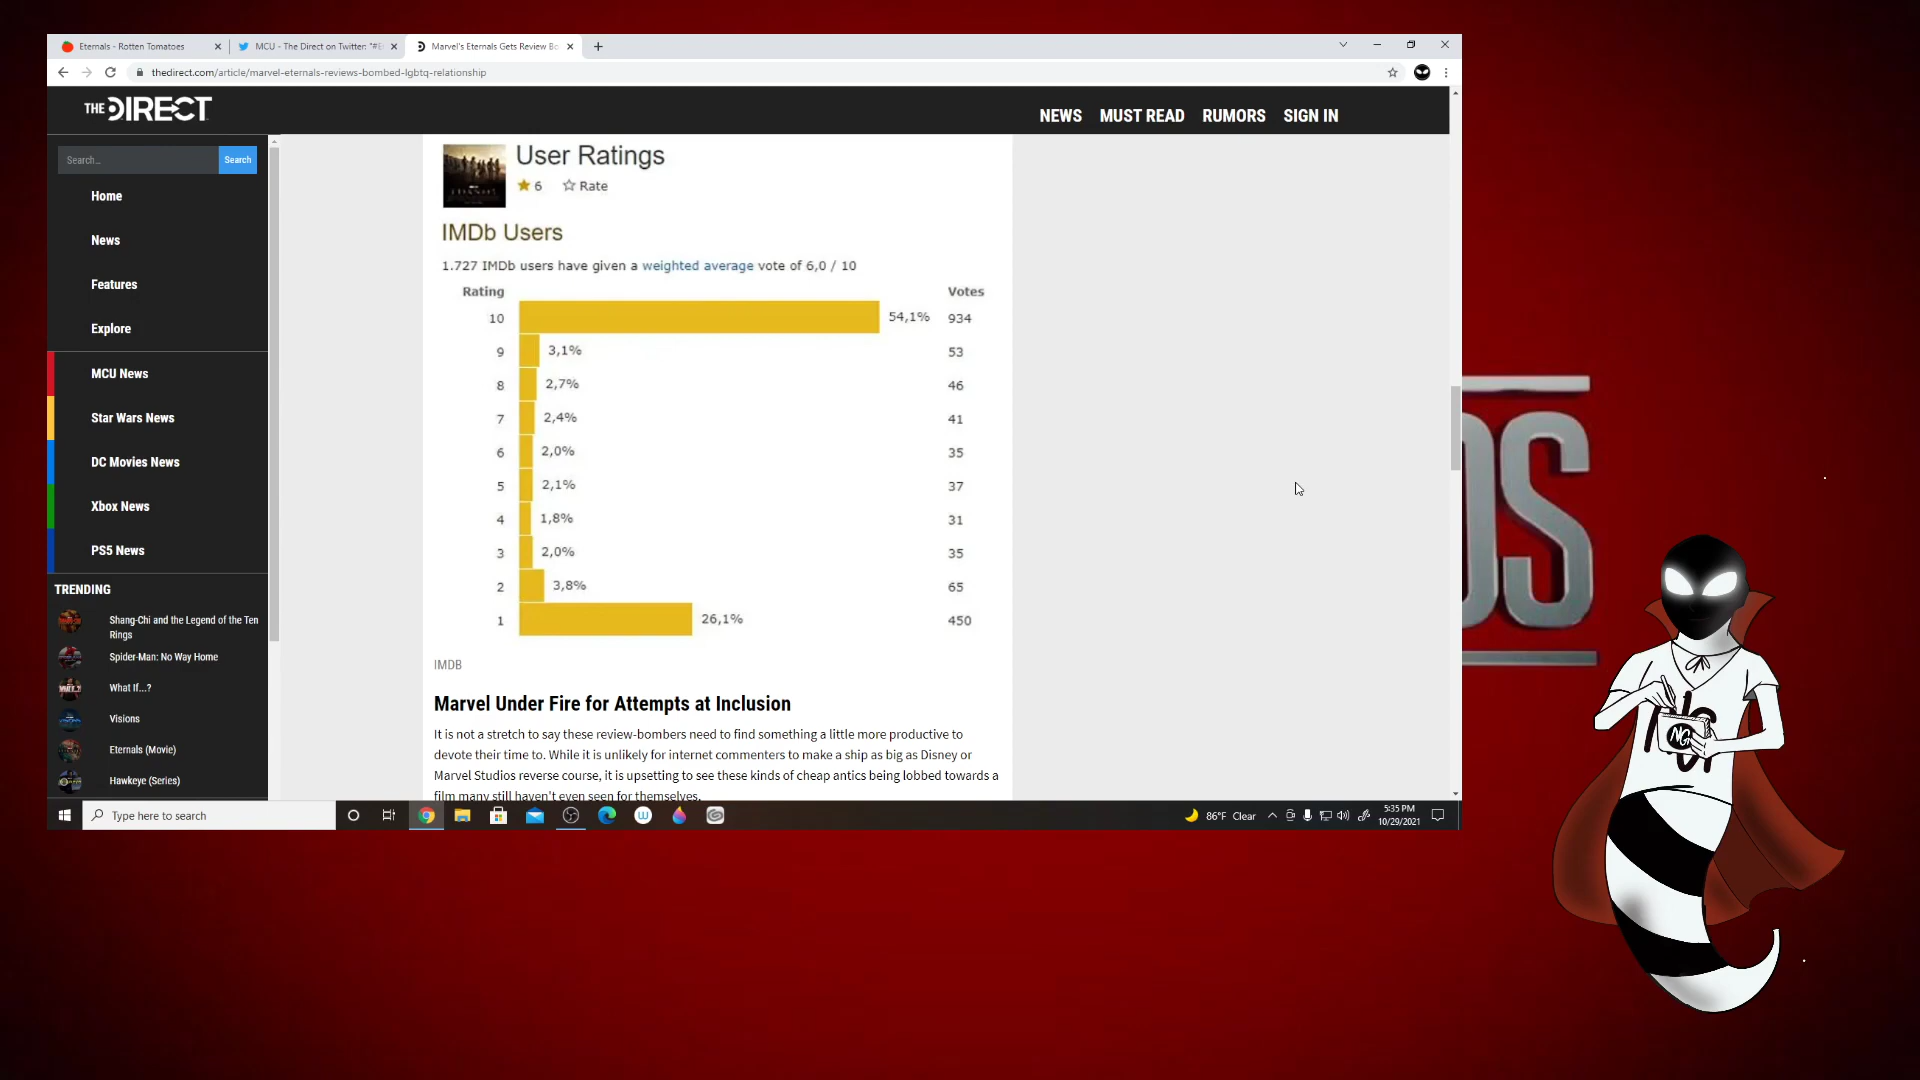 Eternals - Rotten Tomatoes
MCU - The Direct on Twitter: "#E
Marvel's Eternals Gets Review Bo
thedirect.com/article/marvel-eternals-reviews-bombed-lgbtq-relationship
THE DIRECT
NEWS MUST READ RUMORS SIGN IN
Search...
Search
Home
News
Features
Explore
MCU News
Star Wars News
DC Movies News
Xbox News
PS5 News
TRENDING
Shang-Chi and the Legend of the Ten
Rings
Spider-Man: No Way Home
What If...?
Visions
Eternals (Movie)
Hawkeye (Series)
User Ratings
6 Rate
IMDb Users
1.727 IMDb users have given a weighted average vote of 6,0 / 10
Rating Votes
10 54,1% 934
9 3,1% 53
8 2,7% 46
7 2,4% 41
6 2,0% 35
5 2,1% 37
4 1,8% 31
3 2,0% 35
2 3,8% 65
1 26,1% 450
IMDB
Marvel Under Fire for Attempts at Inclusion
It is not a stretch to say these review-bombers need to find something a little more productive to
devote their time to. While it is unlikely for internet commenters to make a ship as big as Disney or
Marvel Studios reverse course, it is upsetting to see these kinds of cheap antics being lobbed towards a
film many still haven't even seen for themselves.
Type here to search
86°F Clear
5:35 PM
10/29/2021
OS
NG